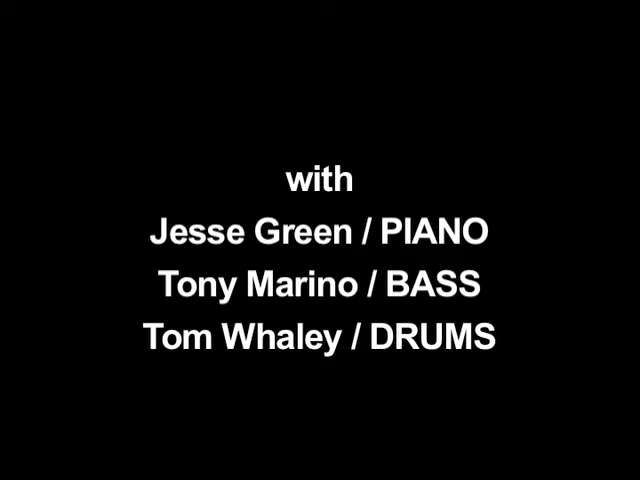 with
Jesse Green / PIANO
Tony Marino / BASS
Tom Whaley / DRUMS